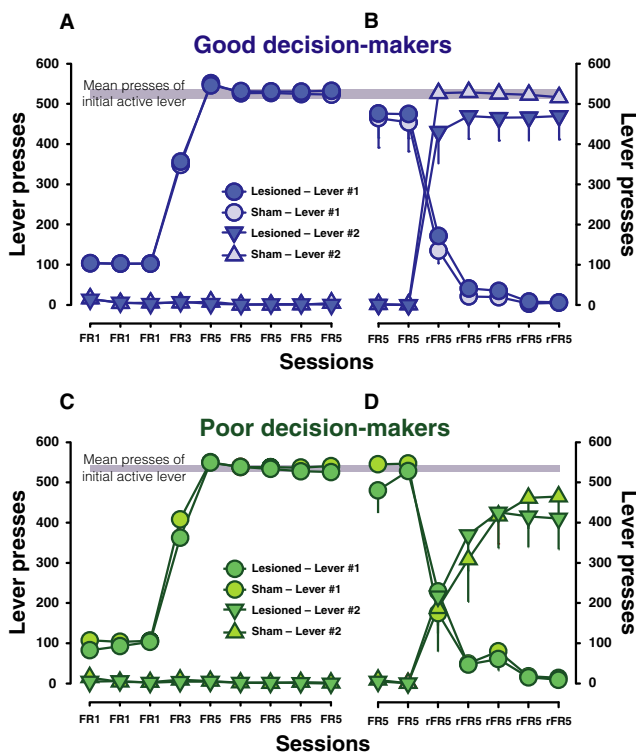 A
B
Good decision-makers
600
500
400
300
200
100
0
Lever presses
Mean presses of
initial active lever
Lesioned – Lever #1
Sham – Lever #1
Lesioned – Lever #2
Sham – Lever #2
600
500
400
300
200
100
0
Lever presses
FR1 FR1 FR1 FR3 FR5 FR5 FR5 FR5 FR5
FR5 FR5 rFR5 rFR5 rFR5 rFR5 rFR5
Sessions
C
D
Poor decision-makers
600
500
400
300
200
100
0
Lever presses
Mean presses of
initial active lever
Lesioned – Lever #1
Sham – Lever #1
Lesioned – Lever #2
Sham – Lever #2
600
500
400
300
200
100
0
Lever presses
FR1 FR1 FR1 FR3 FR5 FR5 FR5 FR5 FR5
FR5 FR5 rFR5 rFR5 rFR5 rFR5 rFR5
Sessions